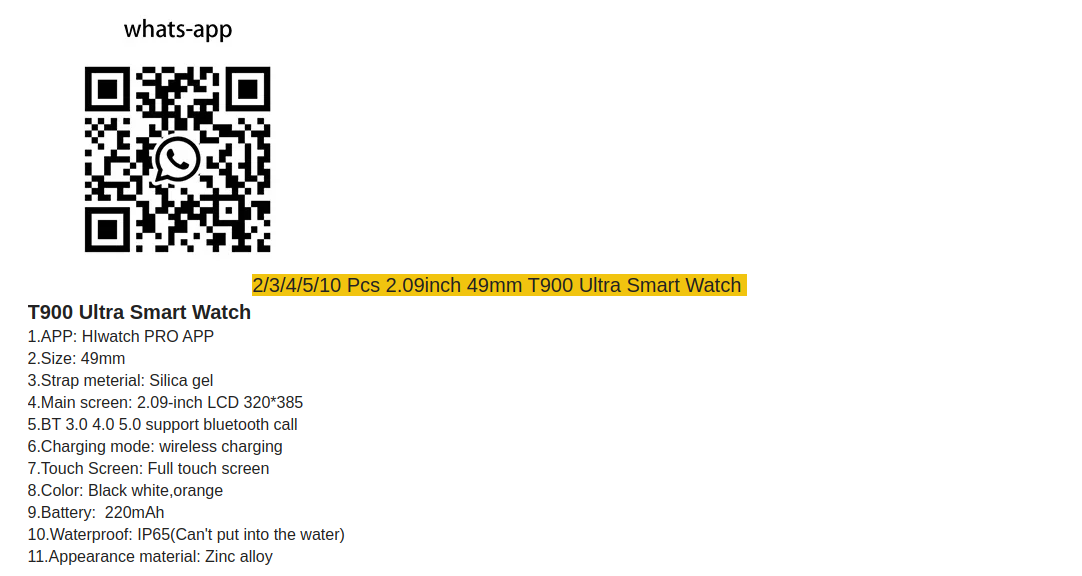 whats-app
2/3/4/5/10 Pcs 2.09inch 49mm T900 Ultra Smart Watch
T900 Ultra Smart Watch
1.APP: HIwatch PRO APP
2.Size: 49mm
3.Strap meterial: Silica gel
4.Main screen: 2.09-inch LCD 320*385
5.BT 3.0 4.0 5.0 support bluetooth call
6.Charging mode: wireless charging
7.Touch Screen: Full touch screen
8.Color: Black white,orange
9.Battery:  220mAh
10.Waterproof: IP65(Can't put into the water)
11.Appearance material: Zinc alloy